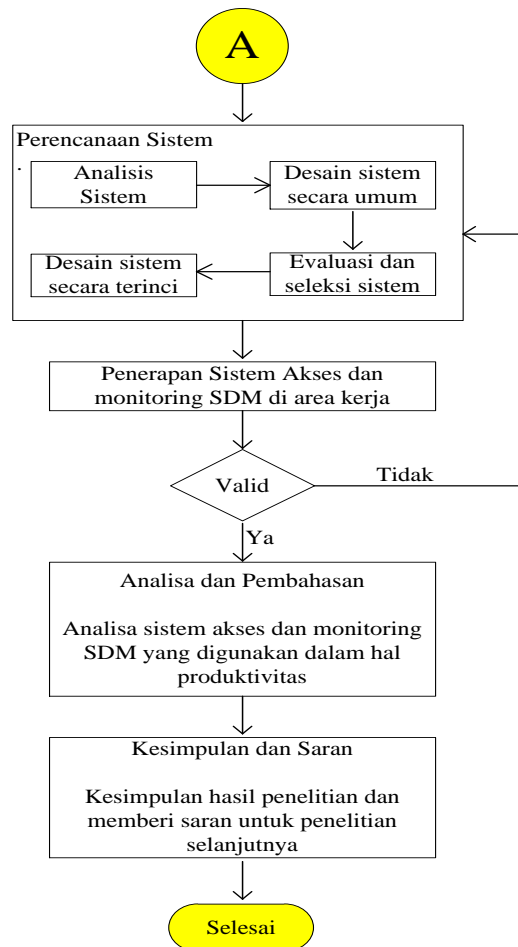 A
Perencanaan Sistem
.
Analisis
Sistem
Desain sistem
secara umum
Desain sistem
secara terinci
Evaluasi dan
seleksi sistem
Penerapan Sistem Akses dan
monitoring SDM di area kerja
Valid
Tidak
Ya
Analisa dan Pembahasan
Analisa sistem akses dan monitoring
SDM yang digunakan dalam hal
produktivitas
Kesimpulan dan Saran
Kesimpulan hasil penelitian dan
memberi saran untuk penelitian
selanjutnya
Selesai